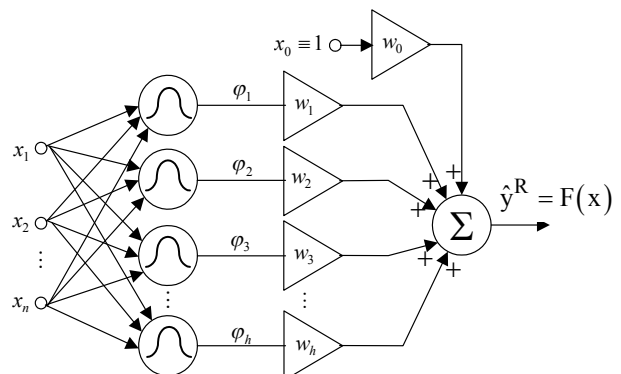 x₀ ≡ 1
w₀
φ₁
w₁
x₁
φ₂
w₂
+
+
+
ŷᴿ = F(x)
x₂
Σ
φ₃
w₃
+
+
⋮
xₙ
⋮
⋮
φₕ
wₕ